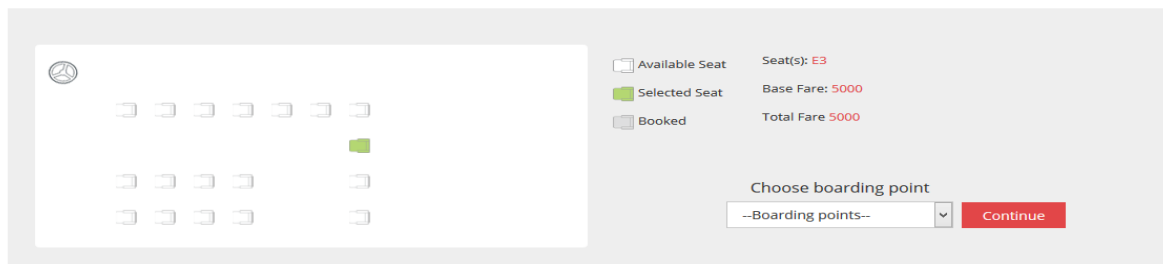 Available Seat
Seat(s): E3
Selected Seat
Base Fare: 5000
Booked
Total Fare 5000
Choose boarding point
--Boarding points--
Continue